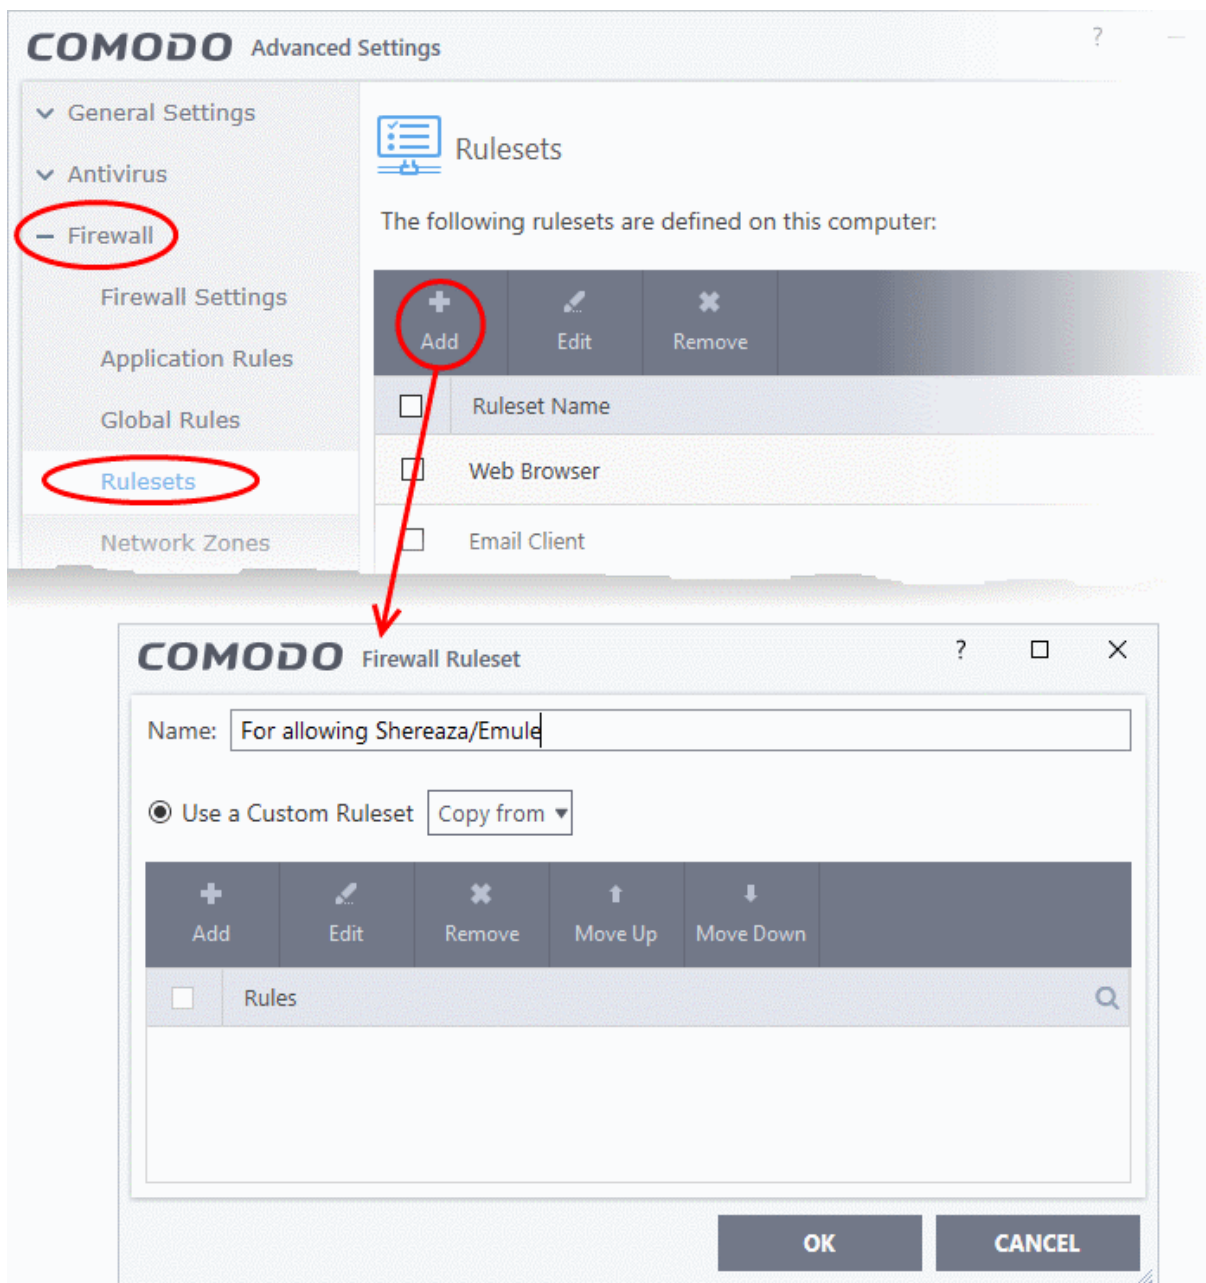 COMODO Advanced Settings ?
General Settings
Antivirus
Firewall
Firewall Settings
Application Rules
Global Rules
Rulesets
Network Zones
Rulesets
The following rulesets are defined on this computer:
Add Edit Remove
Ruleset Name
Web Browser
Email Client
COMODO Firewall Ruleset ?
Name: For allowing Shereaza/Emule
Use a Custom Ruleset Copy from
Add Edit Remove Move Up Move Down
Rules
OK CANCEL